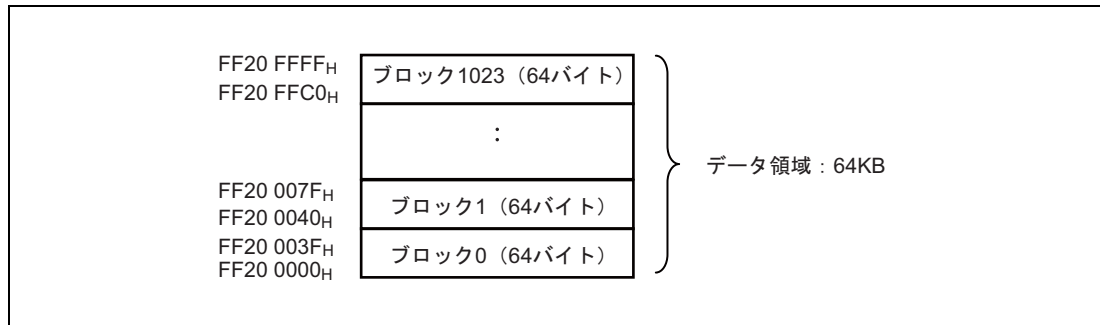 FF20 FFFFH
ブロック1023（64バイト）
FF20 FFC0H
：
データ領域：64KB
FF20 007FH
ブロック1（64バイト）
FF20 0040H
FF20 003FH
ブロック0（64バイト）
FF20 0000H